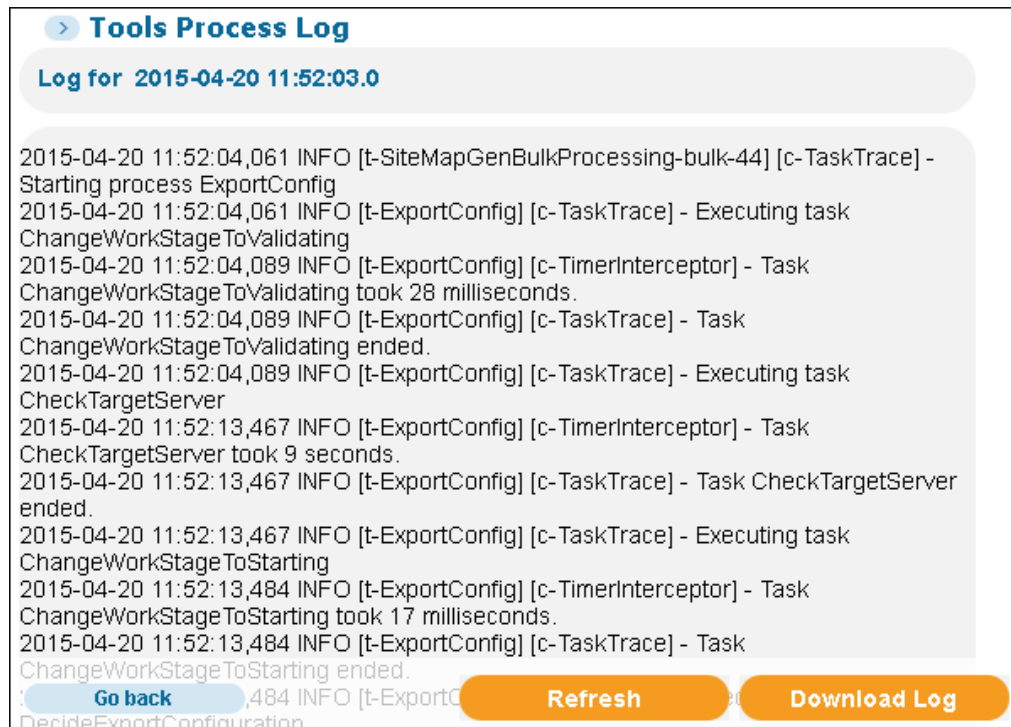 Tools Process Log
Log for 2015-04-20 11:52:03.0
2015-04-20 11:52:04,061 INFO [t-SiteMapGenBulkProcessing-bulk-44] [c-TaskTrace] -
Starting process ExportConfig
2015-04-20 11:52:04,061 INFO [t-ExportConfig] [c-TaskTrace] - Executing task
ChangeWorkStageToValidating
2015-04-20 11:52:04,089 INFO [t-ExportConfig] [c-TimerInterceptor] - Task
ChangeWorkStageToValidating took 28 milliseconds.
2015-04-20 11:52:04,089 INFO [t-ExportConfig] [c-TaskTrace] - Task
ChangeWorkStageToValidating ended.
2015-04-20 11:52:04,089 INFO [t-ExportConfig] [c-TaskTrace] - Executing task
CheckTargetServer
2015-04-20 11:52:13,467 INFO [t-ExportConfig] [c-TimerInterceptor] - Task
CheckTargetServer took 9 seconds.
2015-04-20 11:52:13,467 INFO [t-ExportConfig] [c-TaskTrace] - Task CheckTargetServer
ended.
2015-04-20 11:52:13,467 INFO [t-ExportConfig] [c-TaskTrace] - Executing task
ChangeWorkStageToStarting
2015-04-20 11:52:13,484 INFO [t-ExportConfig] [c-TimerInterceptor] - Task
ChangeWorkStageToStarting took 17 milliseconds.
2015-04-20 11:52:13,484 INFO [t-ExportConfig] [c-TaskTrace] - Task
ChangeWorkStageToStarting ended.
,484 INFO
Go back Refresh Download Log
DecideExportConfiguration